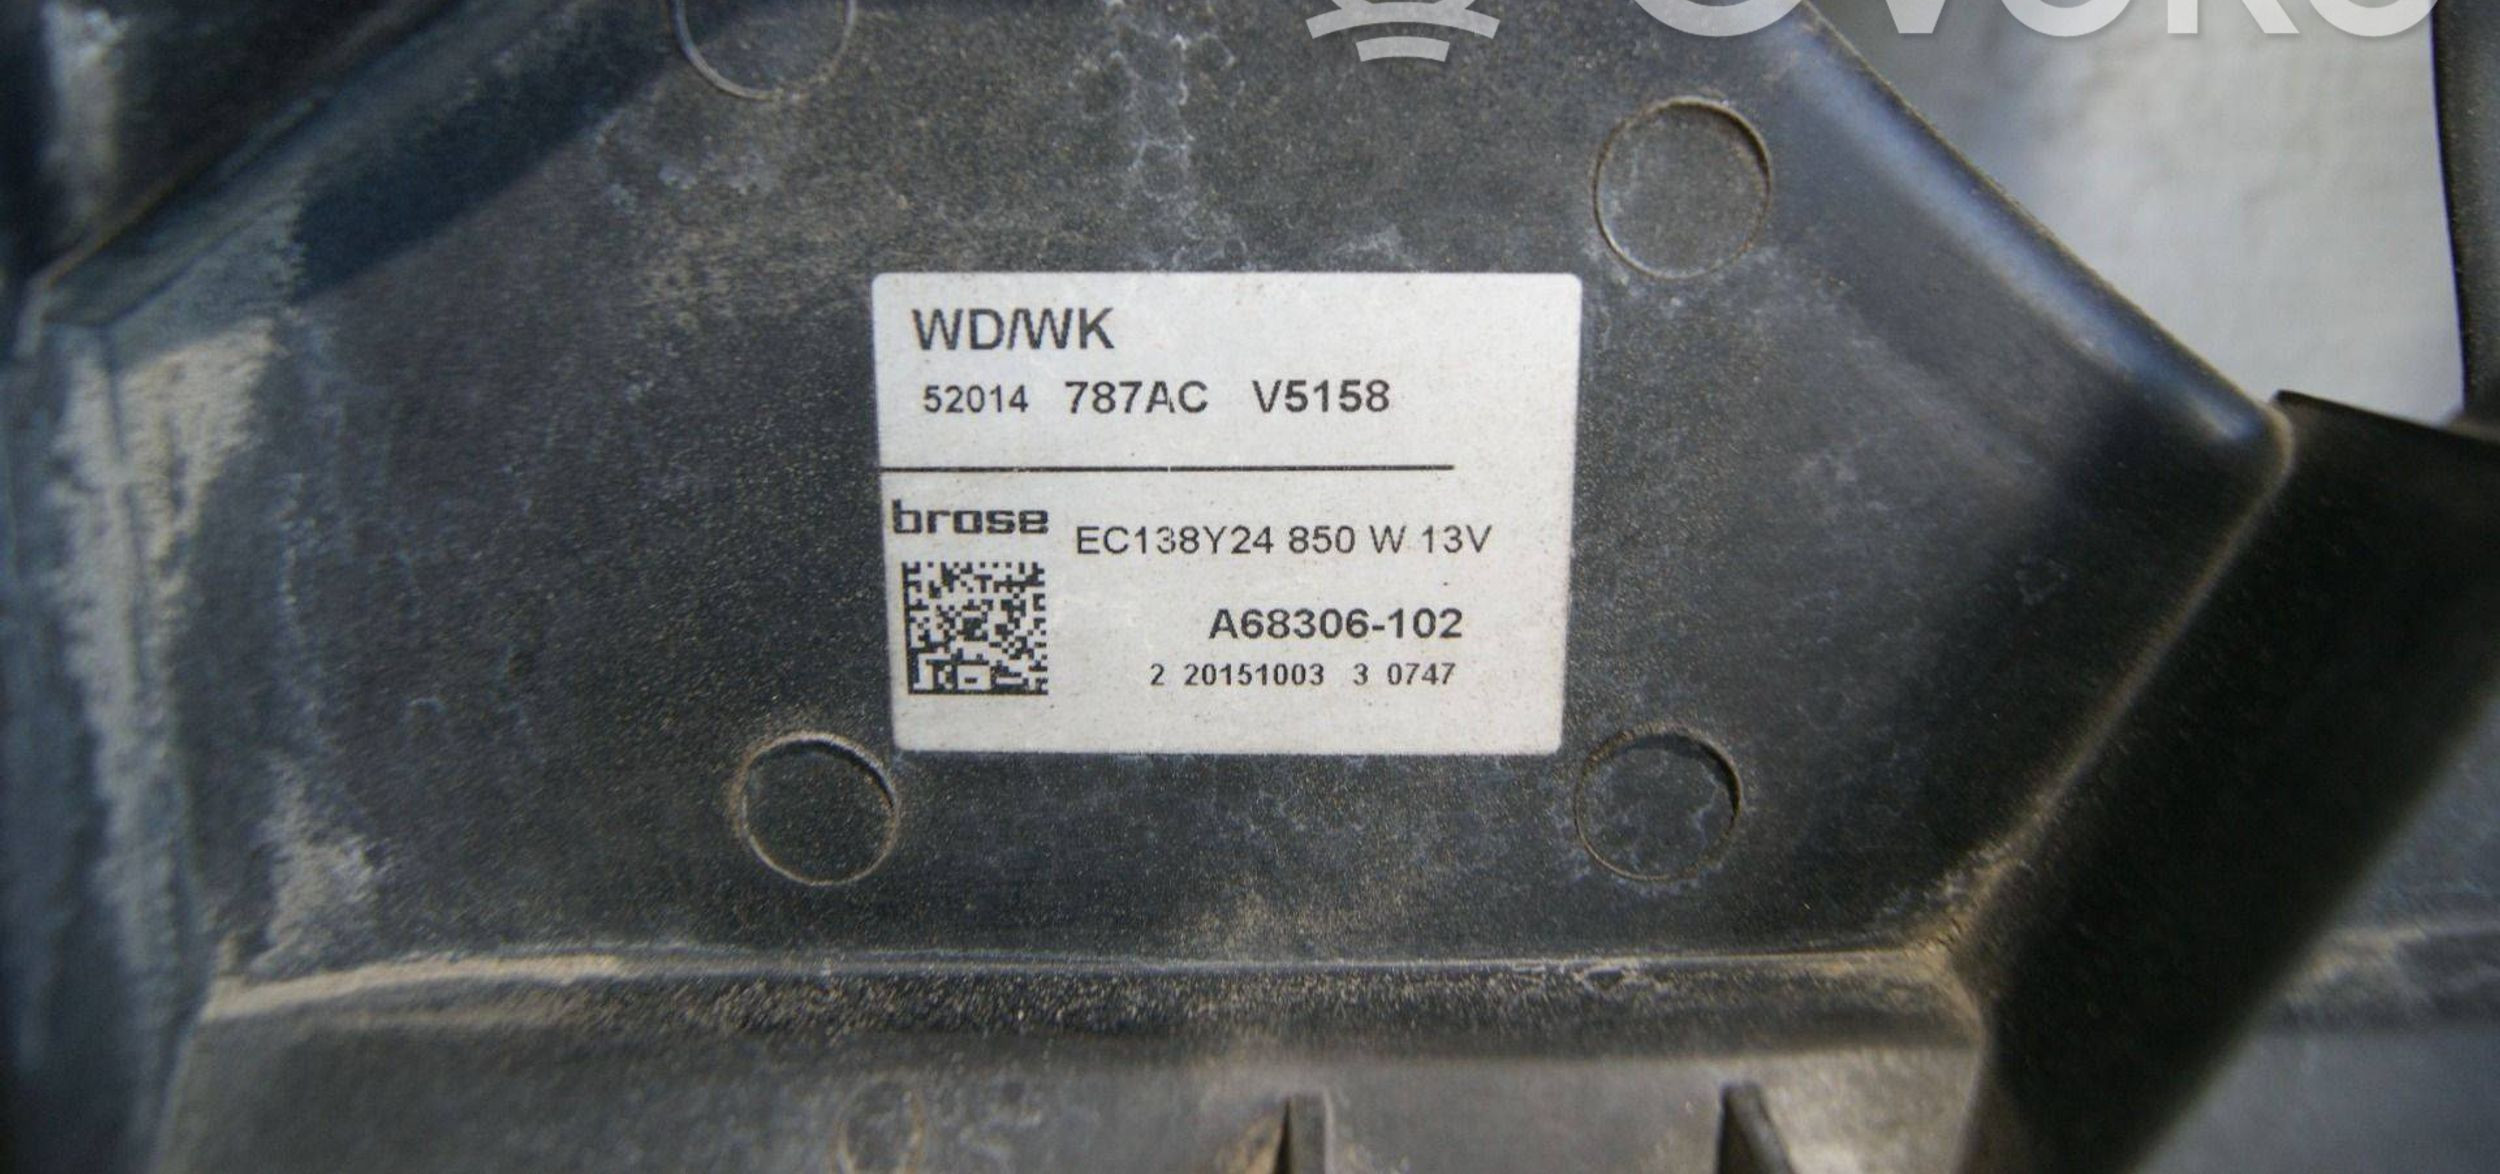 WD/WK
52014 787AC V5158
brose EC138Y24 850 W 13V
A68306-102
2 20151003 3 0747